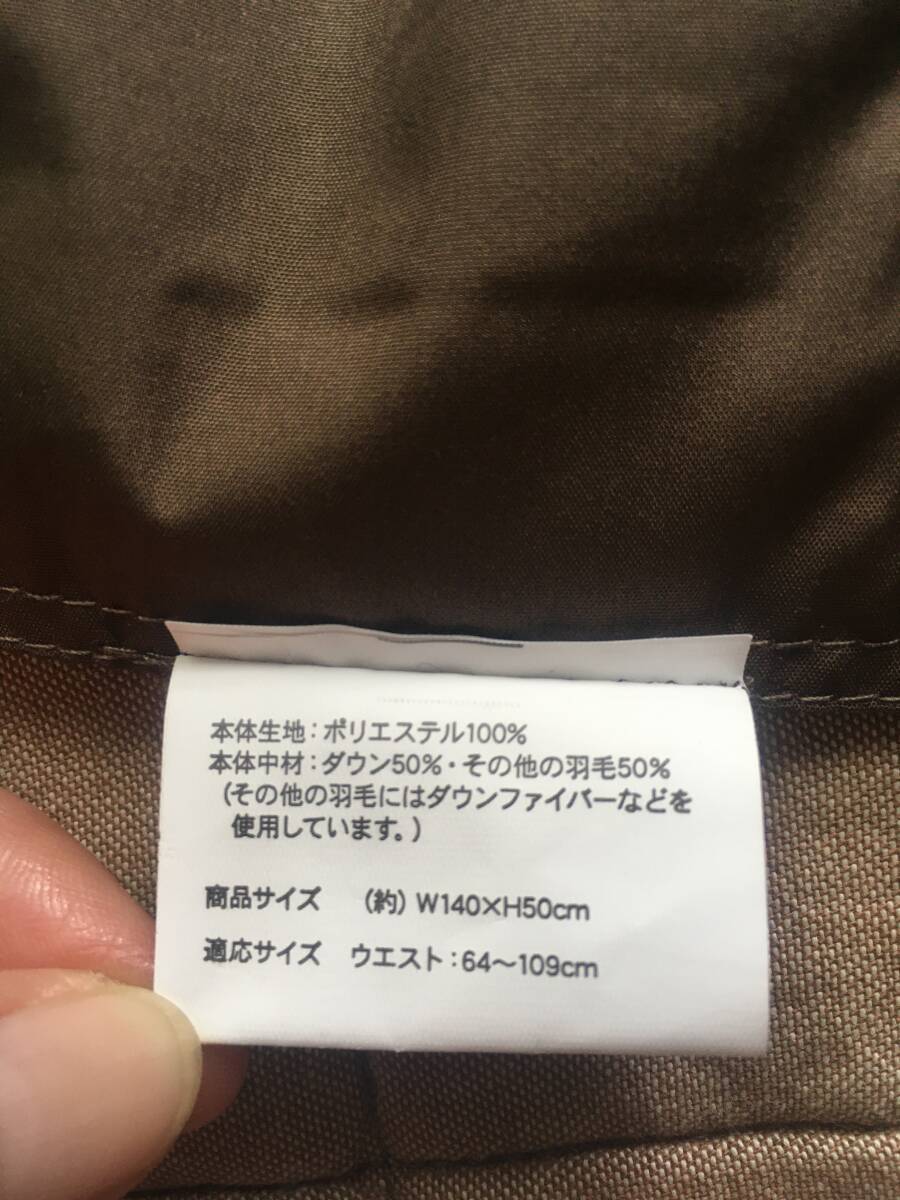 本体生地：ポリエステル100%
本体中材：ダウン50%・その他の羽毛50%
(その他の羽毛にはダウンファイバーなどを
使用しています。)
商品サイズ (約) W140×H50cm
適応サイズ ウエスト：64〜109cm